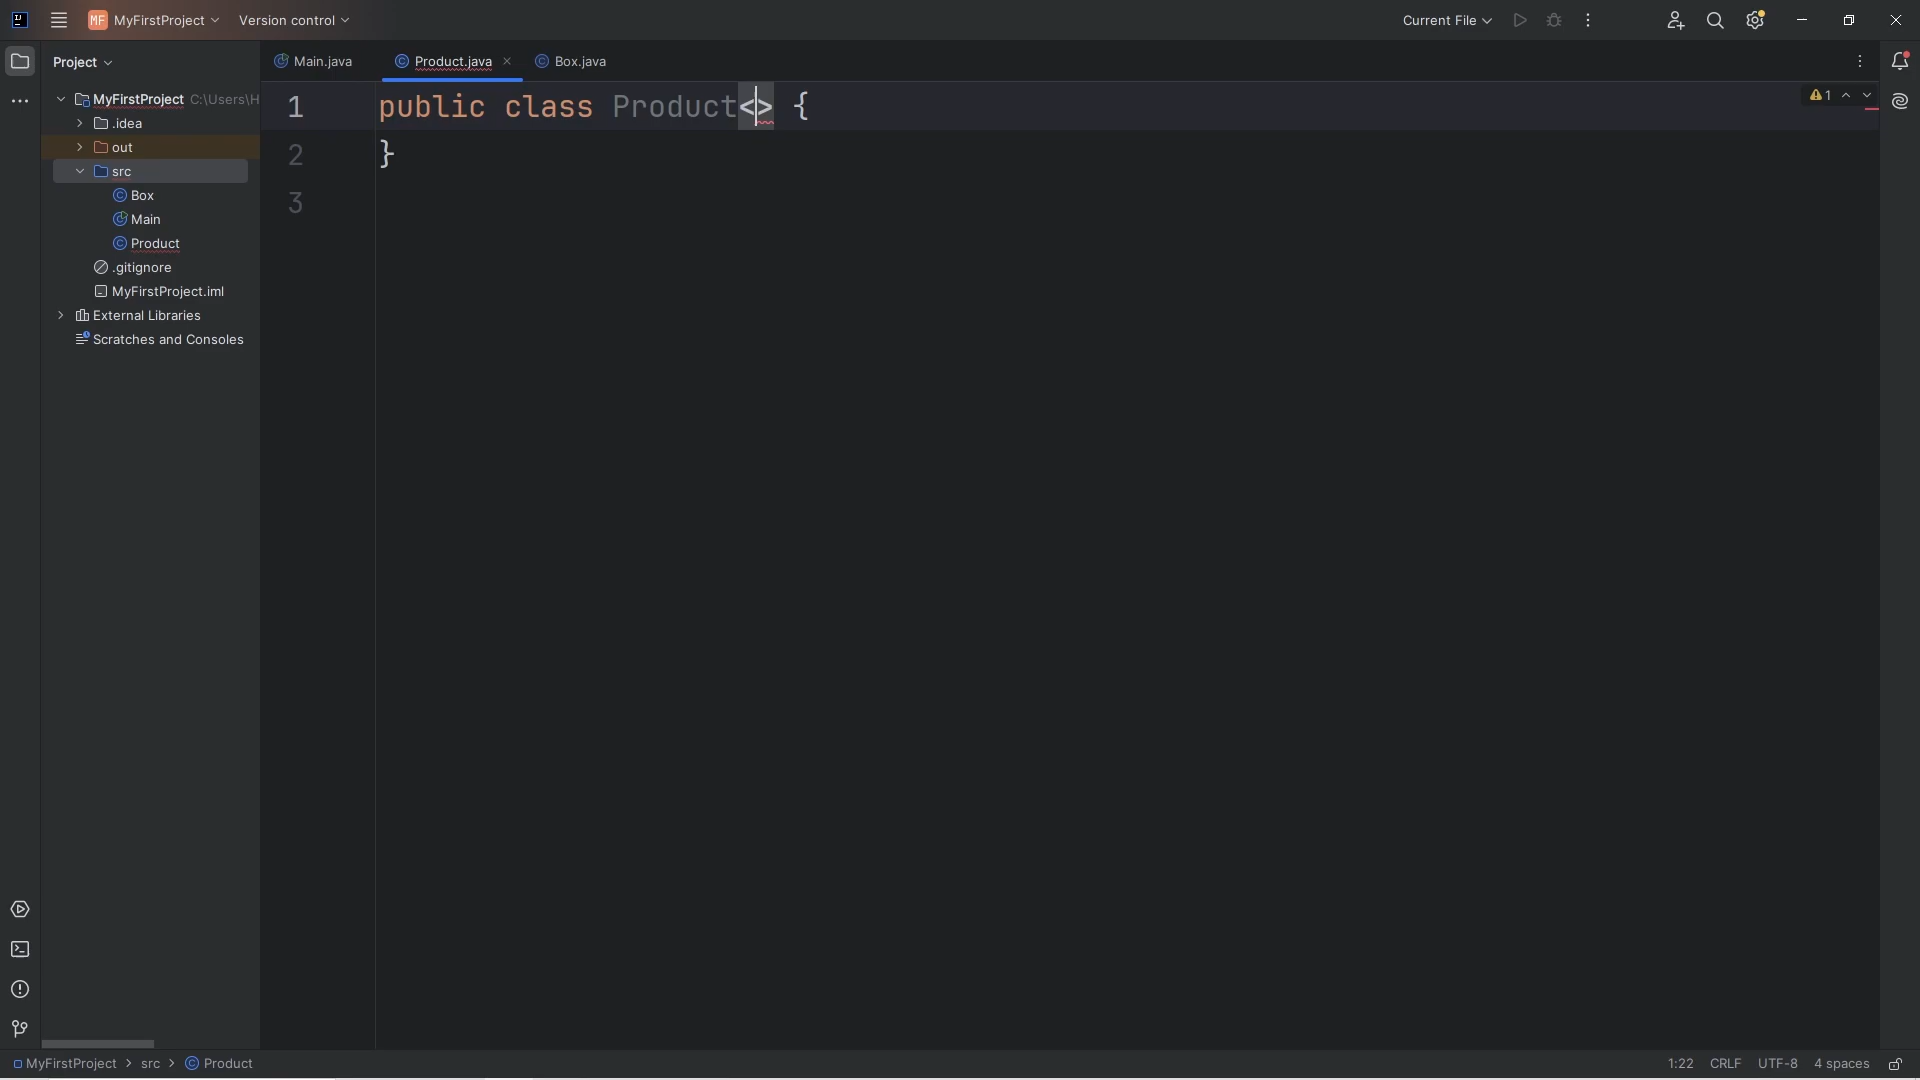 MF MyFirstProject Version control Current File
Project
Main.java Product.java Box.java
MyFirstProject C:\Users\H
.idea
out
src
Box
Main
Product
.gitignore
MyFirstProject.iml
External Libraries
Scratches and Consoles
1 public class Product<> {
2 }
3
1
MyFirstProject > src > Product 1:22 CRLF UTF-8 4 spaces